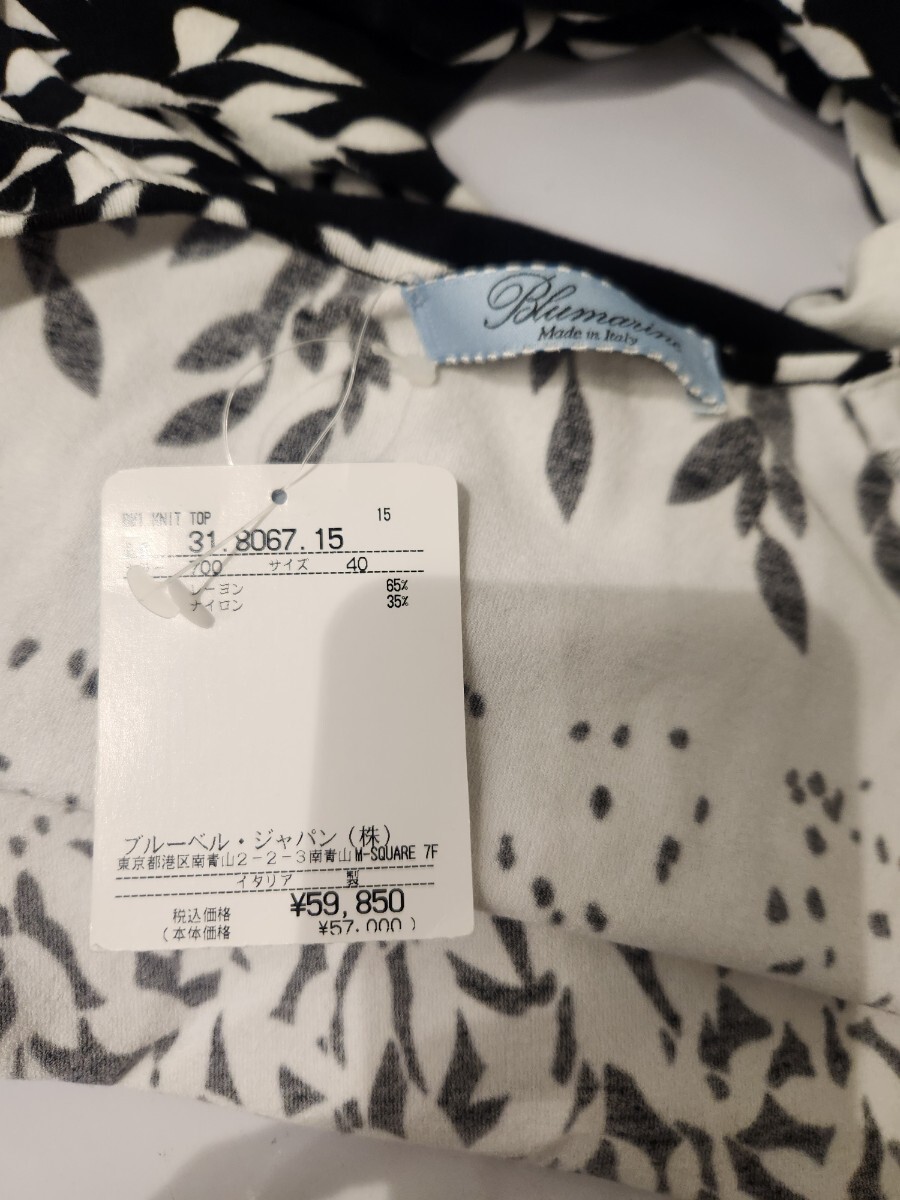 Blumarine
Made in Italy
KNIT TOP 15
31.8067.15
700 サイズ 40
レーヨン 65%
ナイロン 35%
ブルーベル・ジャパン(株)
東京都港区南青山2-2-3南青山M-SQUARE 7F
イタリア 製
税込価格 ¥59,850
(本体価格 ¥57,000)